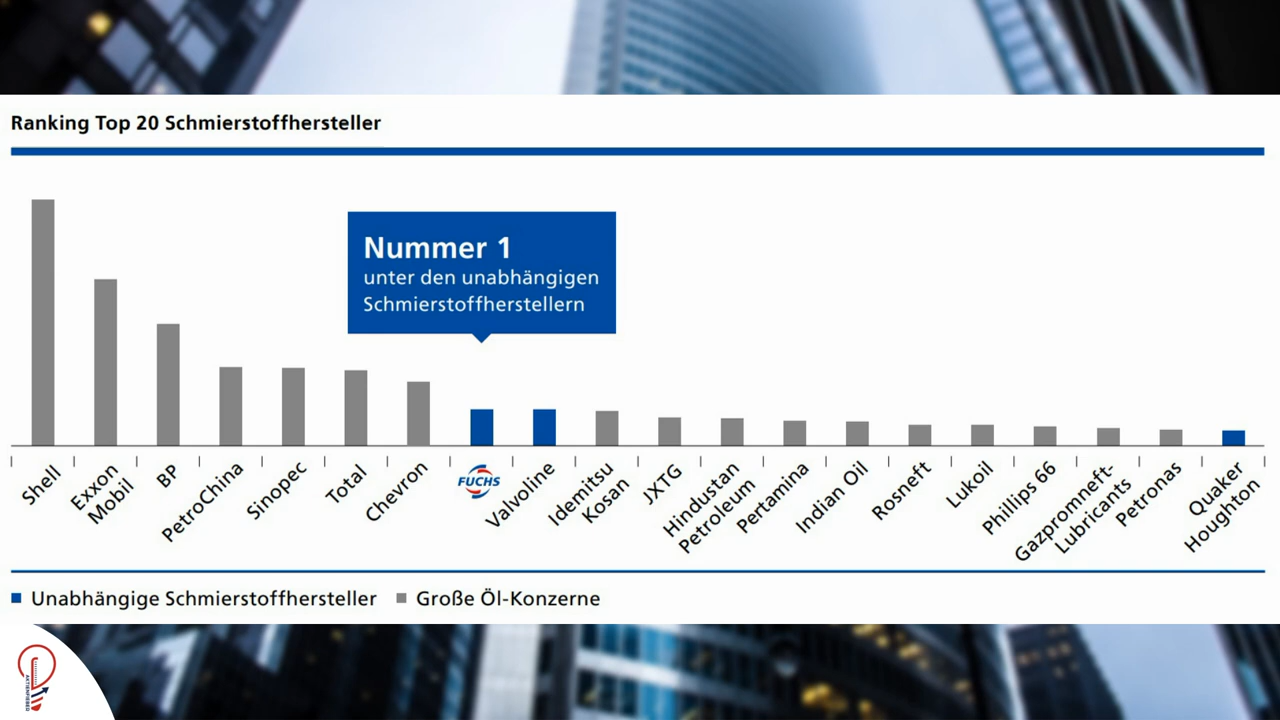 Ranking Top 20 Schmierstoffhersteller
Nummer 1
unter den unabhängigen
Schmierstoffherstellern
Shell
Exxon
Mobil
BP
PetroChina
Sinopec
Total
Chevron
FUCHS
Valvoline
Idemitsu
Kosan
JXTG
Hindustan
Petroleum
Pertamina
Indian Oil
Rosneft
Lukoil
Phillips 66
Gazpromneft-
Lubricants
Petronas
Quaker
Houghton
Unabhängige Schmierstoffhersteller
Große Öl-Konzerne